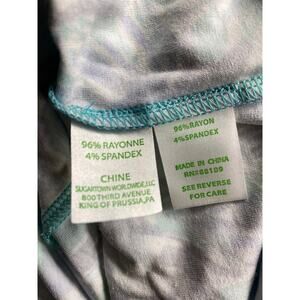 96% RAYONNE
4% SPANDEX
CHINE
SUGARTOWN WORLDWIDE, LLC
800 THIRD AVENUE
KING OF PRUSSIA, PA
96% RAYON
4% SPANDEX
MADE IN CHINA
RN#88109
SEE REVERSE
FOR CARE